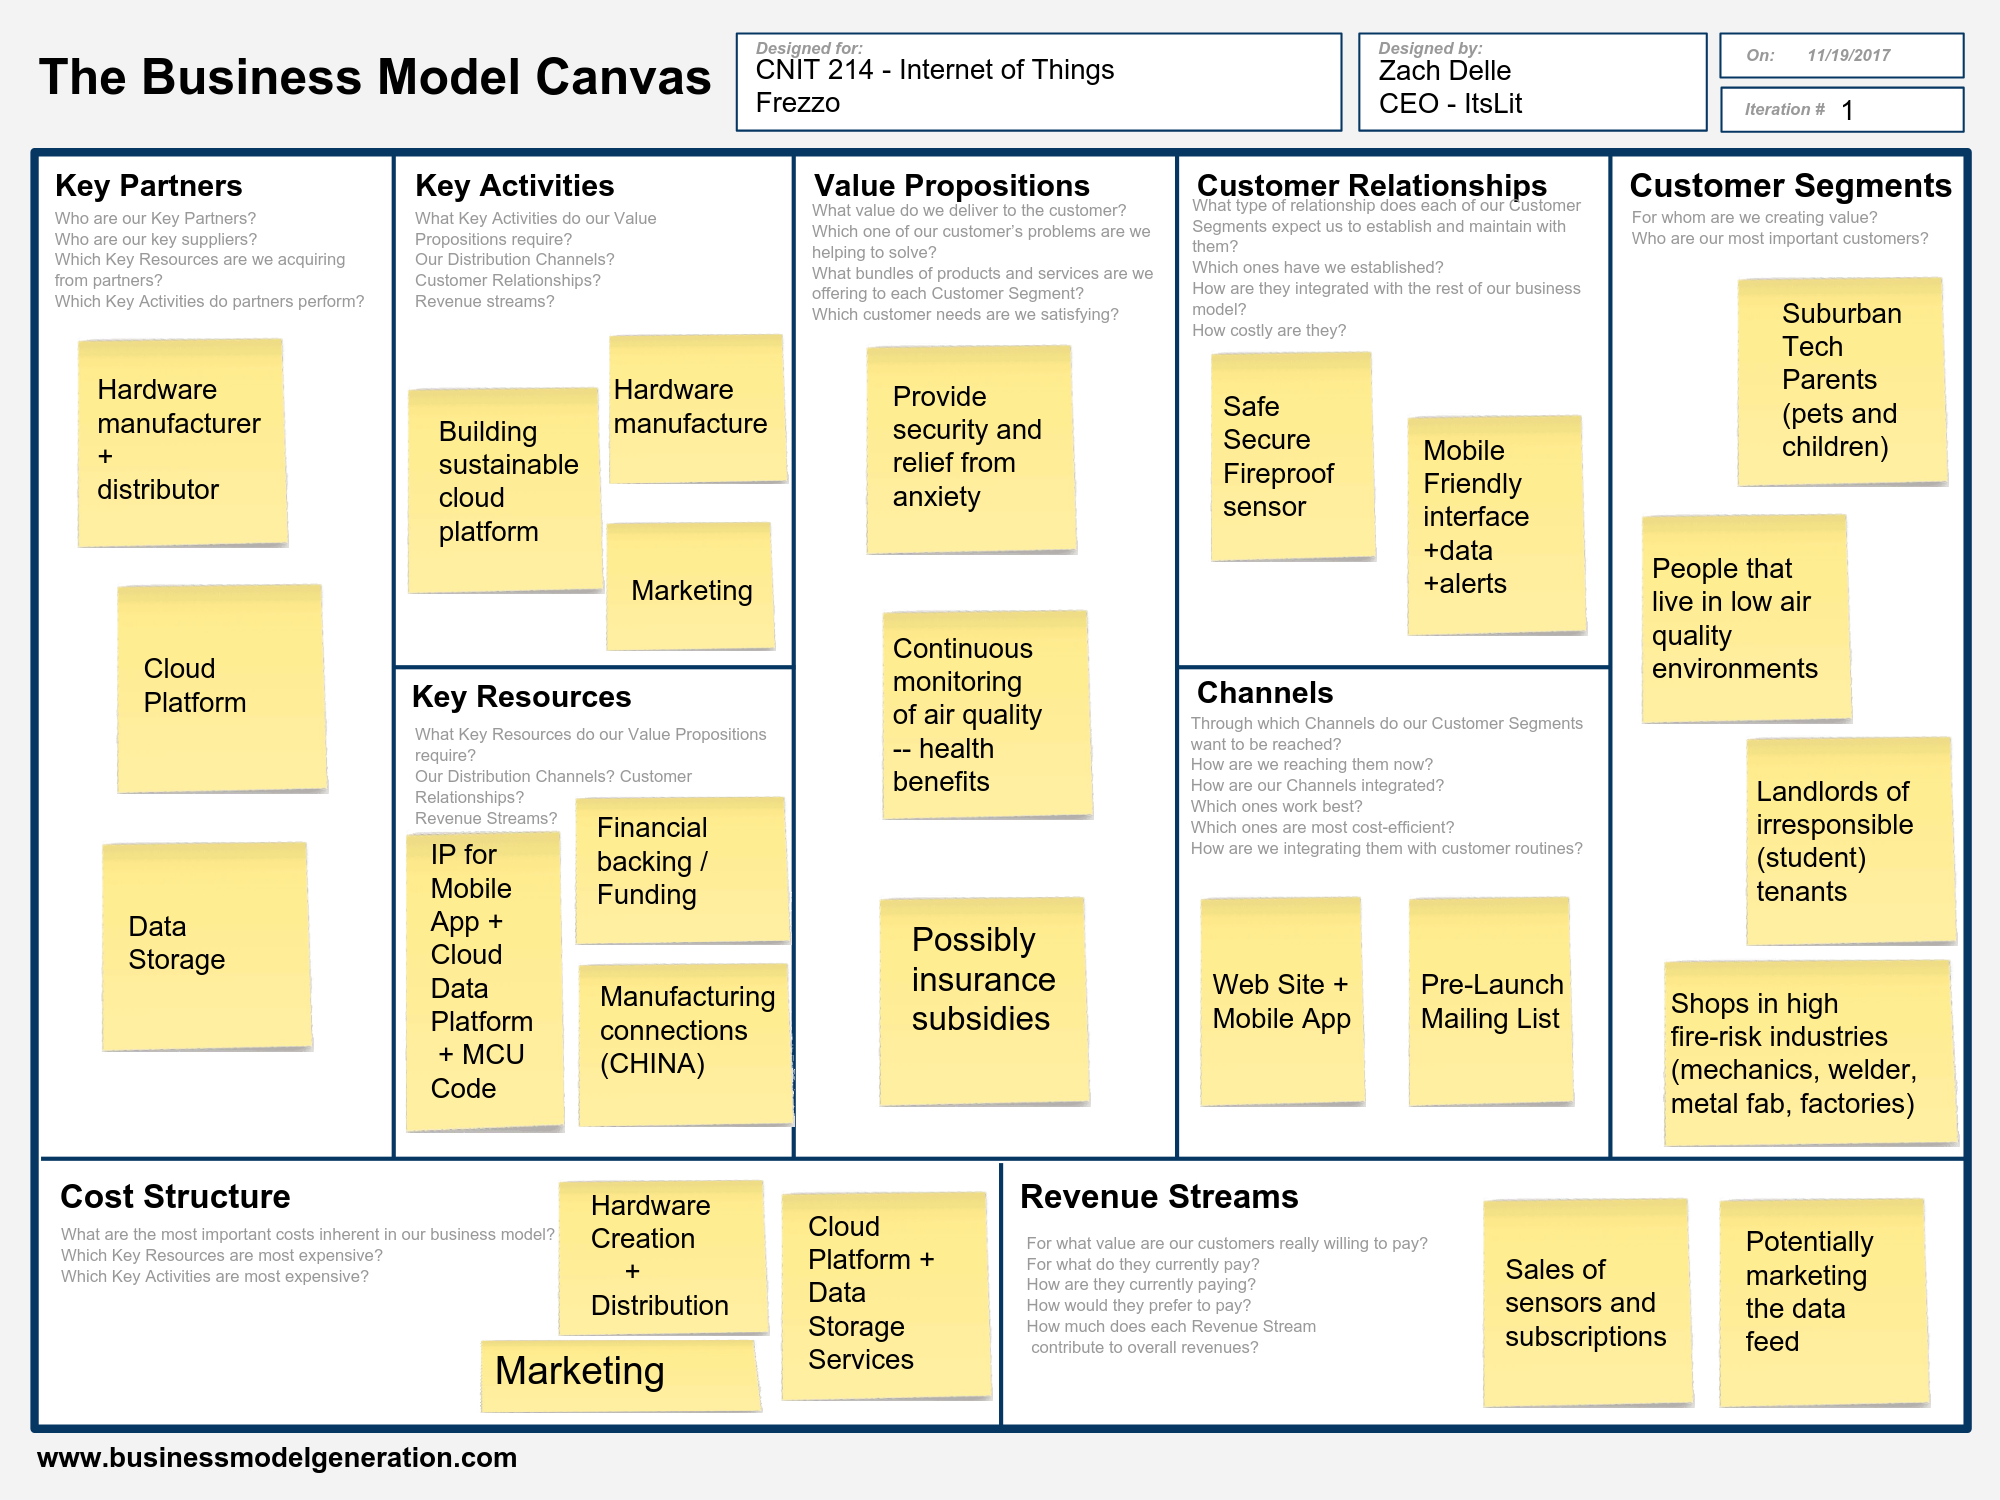 The Business Model Canvas
Designed for:
CNIT 214 - Internet of Things
Frezzo
Designed by:
Zach Delle
CEO - ItsLit
On: 11/19/2017
Iteration # 1
Key Partners
Who are our Key Partners?
Who are our key suppliers?
Which Key Resources are we acquiring
from partners?
Which Key Activities do partners perform?
Hardware
manufacturer
+
distributor
Cloud
Platform
Data
Storage
Key Activities
What Key Activities do our Value
Propositions require?
Our Distribution Channels?
Customer Relationships?
Revenue streams?
Hardware
manufacture
Building
sustainable
cloud
platform
Marketing
Key Resources
What Key Resources do our Value Propositions
require?
Our Distribution Channels? Customer
Relationships?
Revenue Streams?
IP for
Mobile
App +
Cloud
Data
Platform
+ MCU
Code
Financial
backing /
Funding
Manufacturing
connections
(CHINA)
Value Propositions
What value do we deliver to the customer?
Which one of our customer's problems are we
helping to solve?
What bundles of products and services are we
offering to each Customer Segment?
Which customer needs are we satisfying?
Provide
security and
relief from
anxiety
Continuous
monitoring
of air quality
-- health
benefits
Possibly
insurance
subsidies
Customer Relationships
What type of relationship does each of our Customer
Segments expect us to establish and maintain with
them?
Which ones have we established?
How are they integrated with the rest of our business
model?
How costly are they?
Safe
Secure
Fireproof
sensor
Mobile
Friendly
interface
+data
+alerts
Channels
Through which Channels do our Customer Segments
want to be reached?
How are we reaching them now?
How are our Channels integrated?
Which ones work best?
Which ones are most cost-efficient?
How are we integrating them with customer routines?
Web Site +
Mobile App
Pre-Launch
Mailing List
Customer Segments
For whom are we creating value?
Who are our most important customers?
Suburban
Tech
Parents
(pets and
children)
People that
live in low air
quality
environments
Landlords of
irresponsible
(student)
tenants
Shops in high
fire-risk industries
(mechanics, welder,
metal fab, factories)
Cost Structure
What are the most important costs inherent in our business model?
Which Key Resources are most expensive?
Which Key Activities are most expensive?
Hardware
Creation
+
Distribution
Marketing
Cloud
Platform +
Data
Storage
Services
Revenue Streams
For what value are our customers really willing to pay?
For what do they currently pay?
How are they currently paying?
How would they prefer to pay?
How much does each Revenue Stream
contribute to overall revenues?
Sales of
sensors and
subscriptions
Potentially
marketing
the data
feed
www.businessmodelgeneration.com